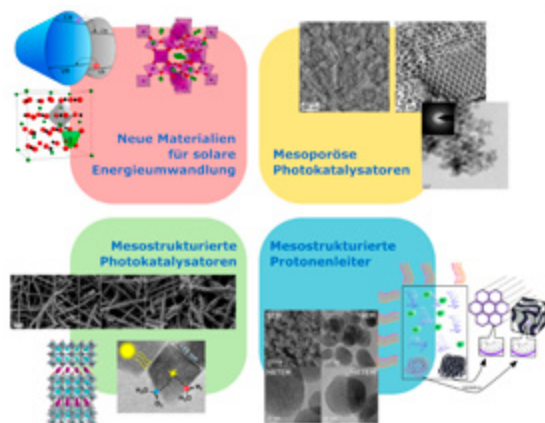 Neue Materialien
für solare
Energieumwandlung
Mesoporöse
Photokatalysatoren
Mesostrukturierte
Photokatalysatoren
Mesostrukturierte
Protonenleiter